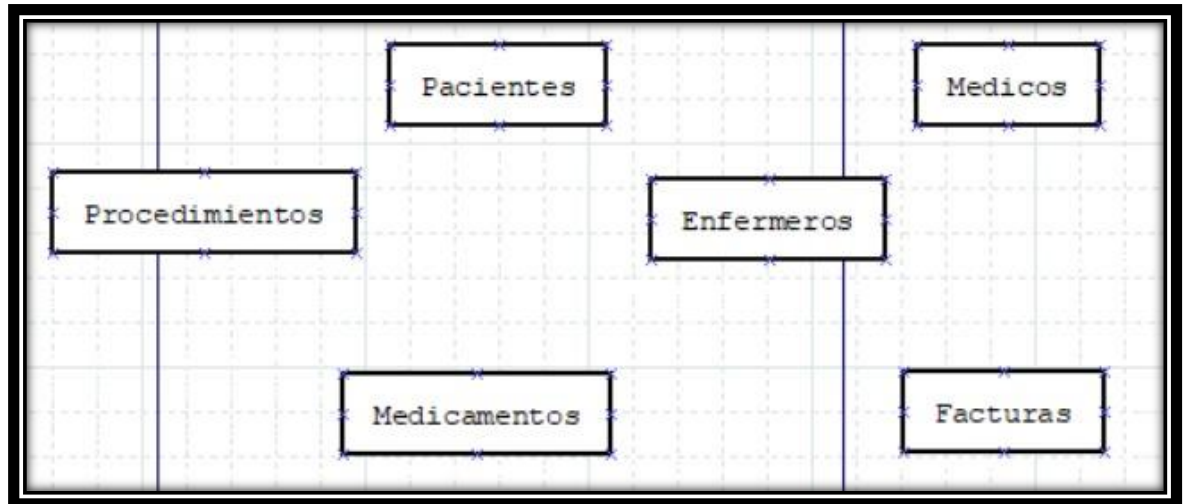 Pacientes
Medicos
Procedimientos
Enfermeros
Medicamentos
Facturas